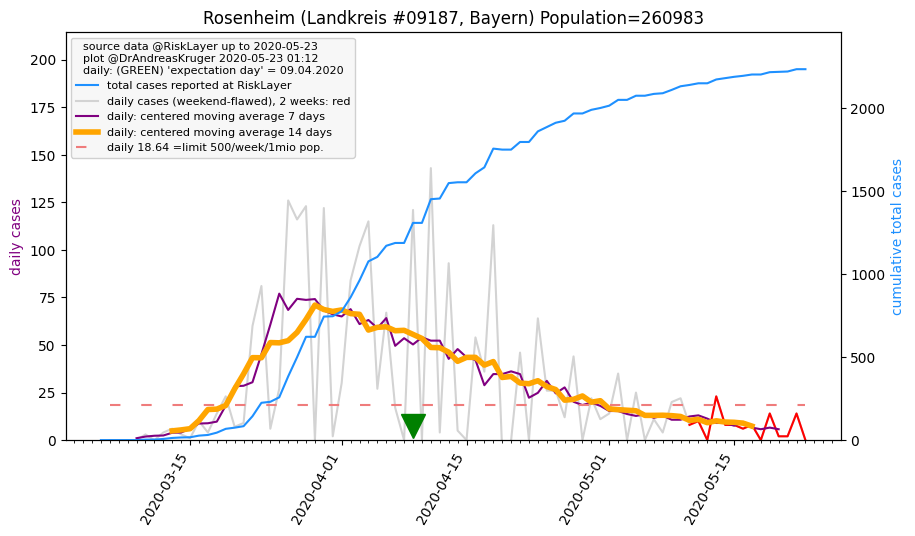 Rosenheim (Landkreis #09187, Bayern) Population=260983
source data @RiskLayer up to 2020-05-23
plot @DrAndreasKruger 2020-05-23 01:12
daily: (GREEN) 'expectation day' = 09.04.2020
total cases reported at RiskLayer
daily cases (weekend-flawed), 2 weeks: red
daily: centered moving average 7 days
daily: centered moving average 14 days
daily 18.64 =limit 500/week/1mio pop.
daily cases
200
175
150
125
100
75
50
25
0
cumulative total cases
2000
1500
1000
500
0
2020-03-15
2020-04-01
2020-04-15
2020-05-01
2020-05-15